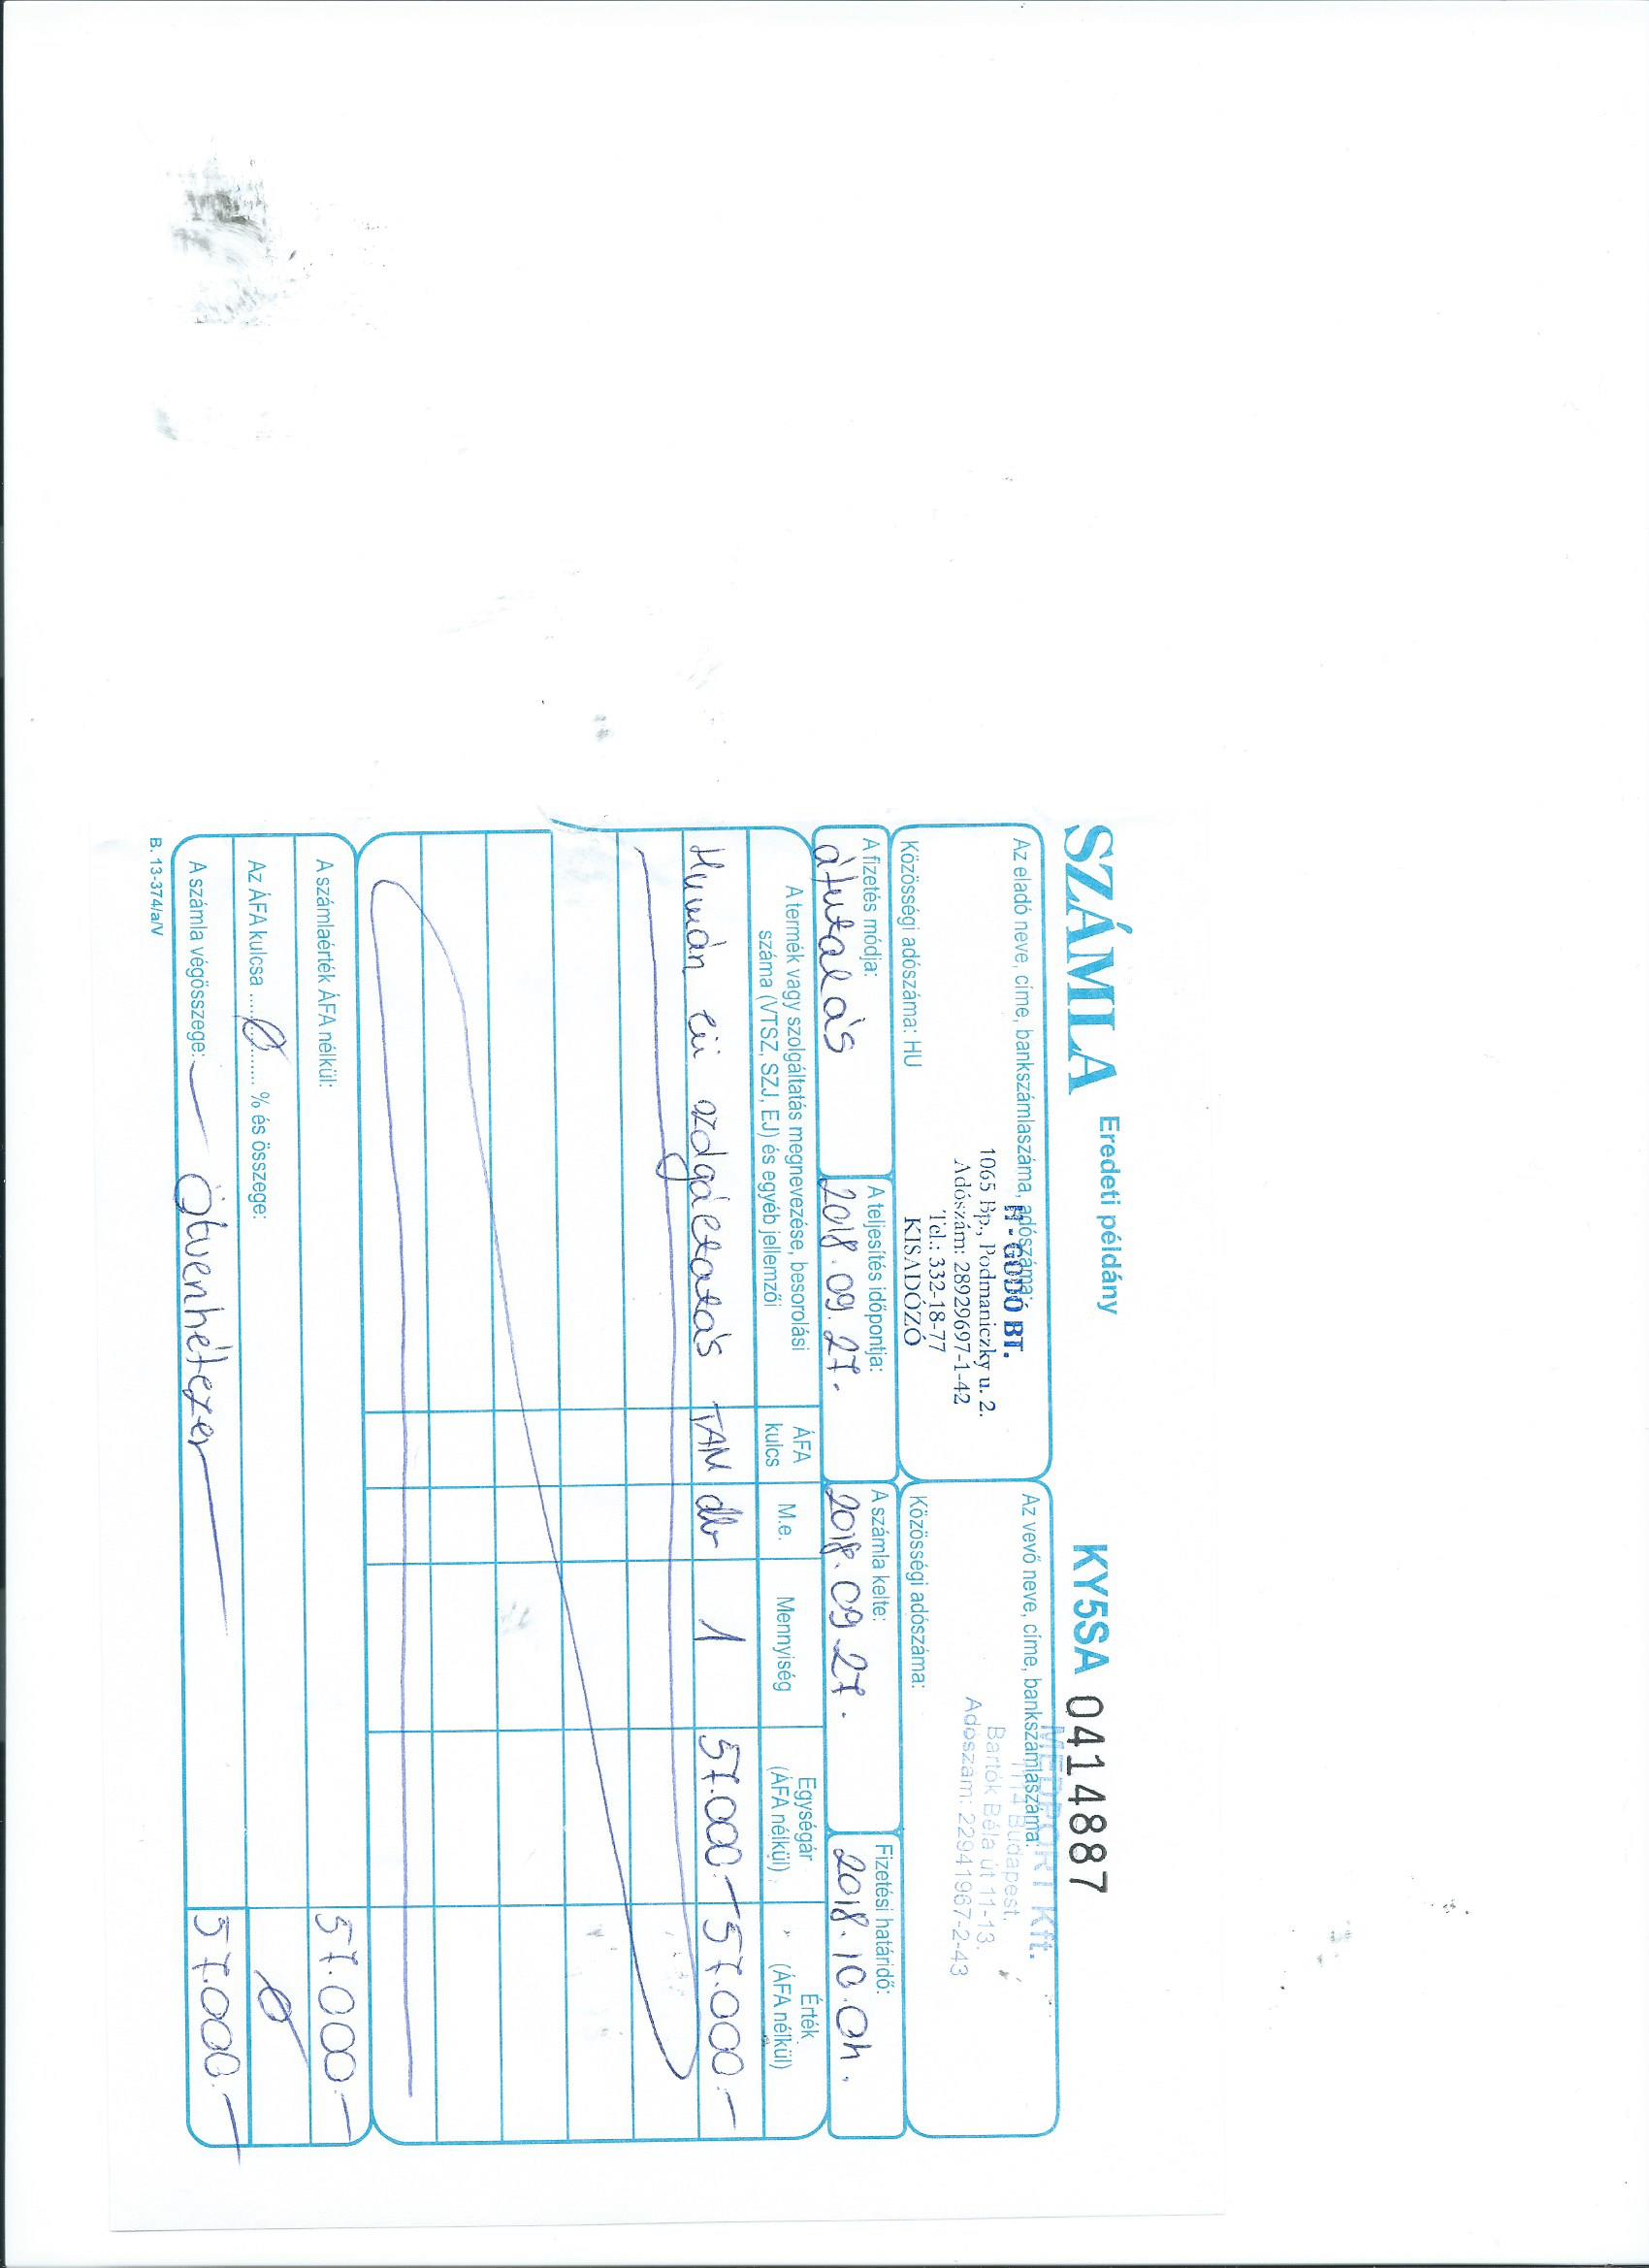 SZÁMLA Eredeti példány KY5SA 0414887
Az eladó neve, címe, bankszámlaszáma, adószáma:
H - GÓDÓ BT.
1065 Bp., Podmaniczky u. 2.
Adószám: 28929697-1-42
Tel.: 332-18-77
KISADÓZÓ
Közösségi adószáma: HU
Az vevő neve, címe, bankszámlaszáma:
MEDPORT Kft.
1114 Budapest,
Bartók Béla út 11-13.
Adószám: 22941967-2-43
Közösségi adószáma:
A fizetés módja: A teljesítés időpontja: A számla kelte: Fizetési határidő:
átutalás 2018.09.27. 2018.09.27. 2018.10.04.
A termék vagy szolgáltatás megnevezése, besorolási száma (VTSZ, SZJ, EJ) és egyéb jellemzői ÁFA kulcs M.e. Mennyiség Egységár (ÁFA nélkül) Érték (ÁFA nélkül)
Humán eü szolgáltatás TAM db 1 57.000.- 57.000.-
A számlaérték ÁFA nélkül: 57.000.-
Az ÁFA kulcsa ........ 0 ........ % és összege: 0
A számla végösszege: - Ötvenhétezer - 57.000.-
B. 13-374/a/V